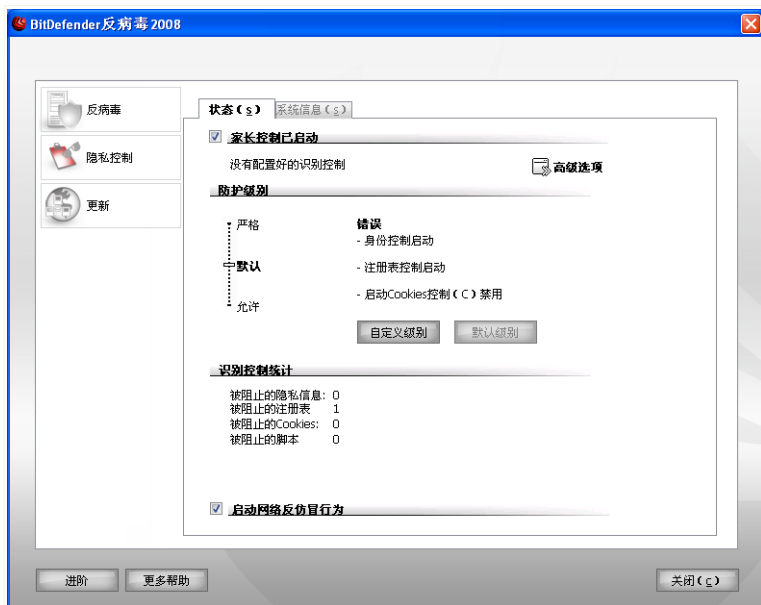 BitDefender反病毒2008
反病毒
隐私控制
更新
状态(s) 系统信息(s)
家长控制已启动
没有配置好的识别控制
高级选项
防护级别
严格
默认
允许
错误
- 身份控制启动
- 注册表控制启动
- 启动Cookies控制(C)禁用
自定义级别 默认级别
识别控制统计
被阻止的隐私信息: 0
被阻止的注册表 1
被阻止的Cookies: 0
被阻止的脚本 0
启动网络反仿冒行为
进阶 更多帮助 关闭(c)